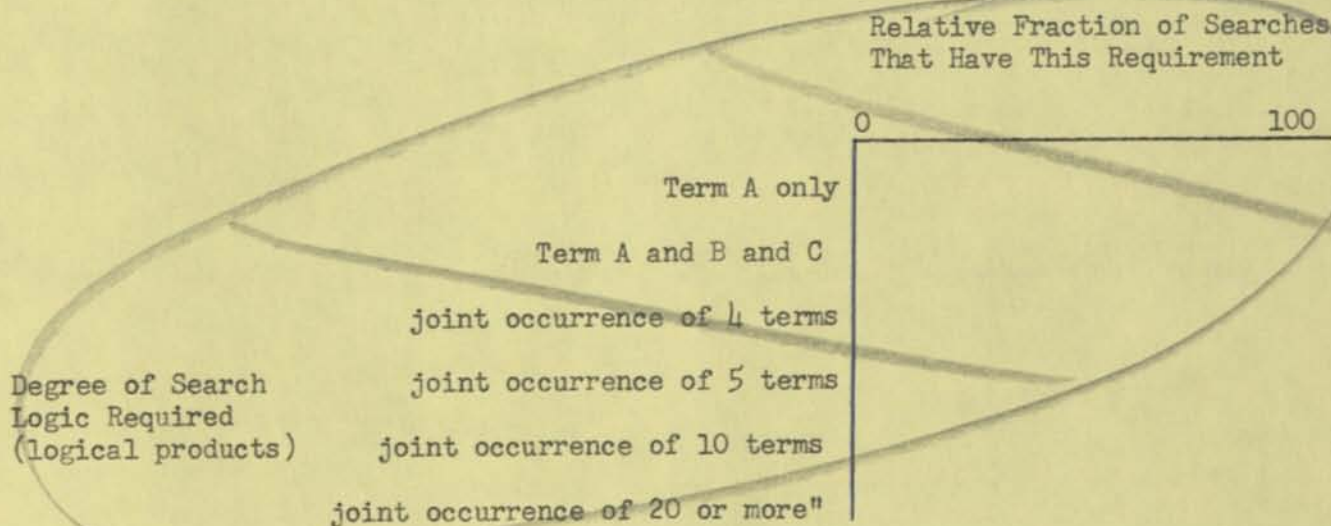 Relative Fraction of Searches
That Have This Requirement
0 100
Term A only
Term A and B and C
joint occurrence of 4 terms
joint occurrence of 5 terms
joint occurrence of 10 terms
joint occurrence of 20 or more"
Degree of Search
Logic Required
(logical products)